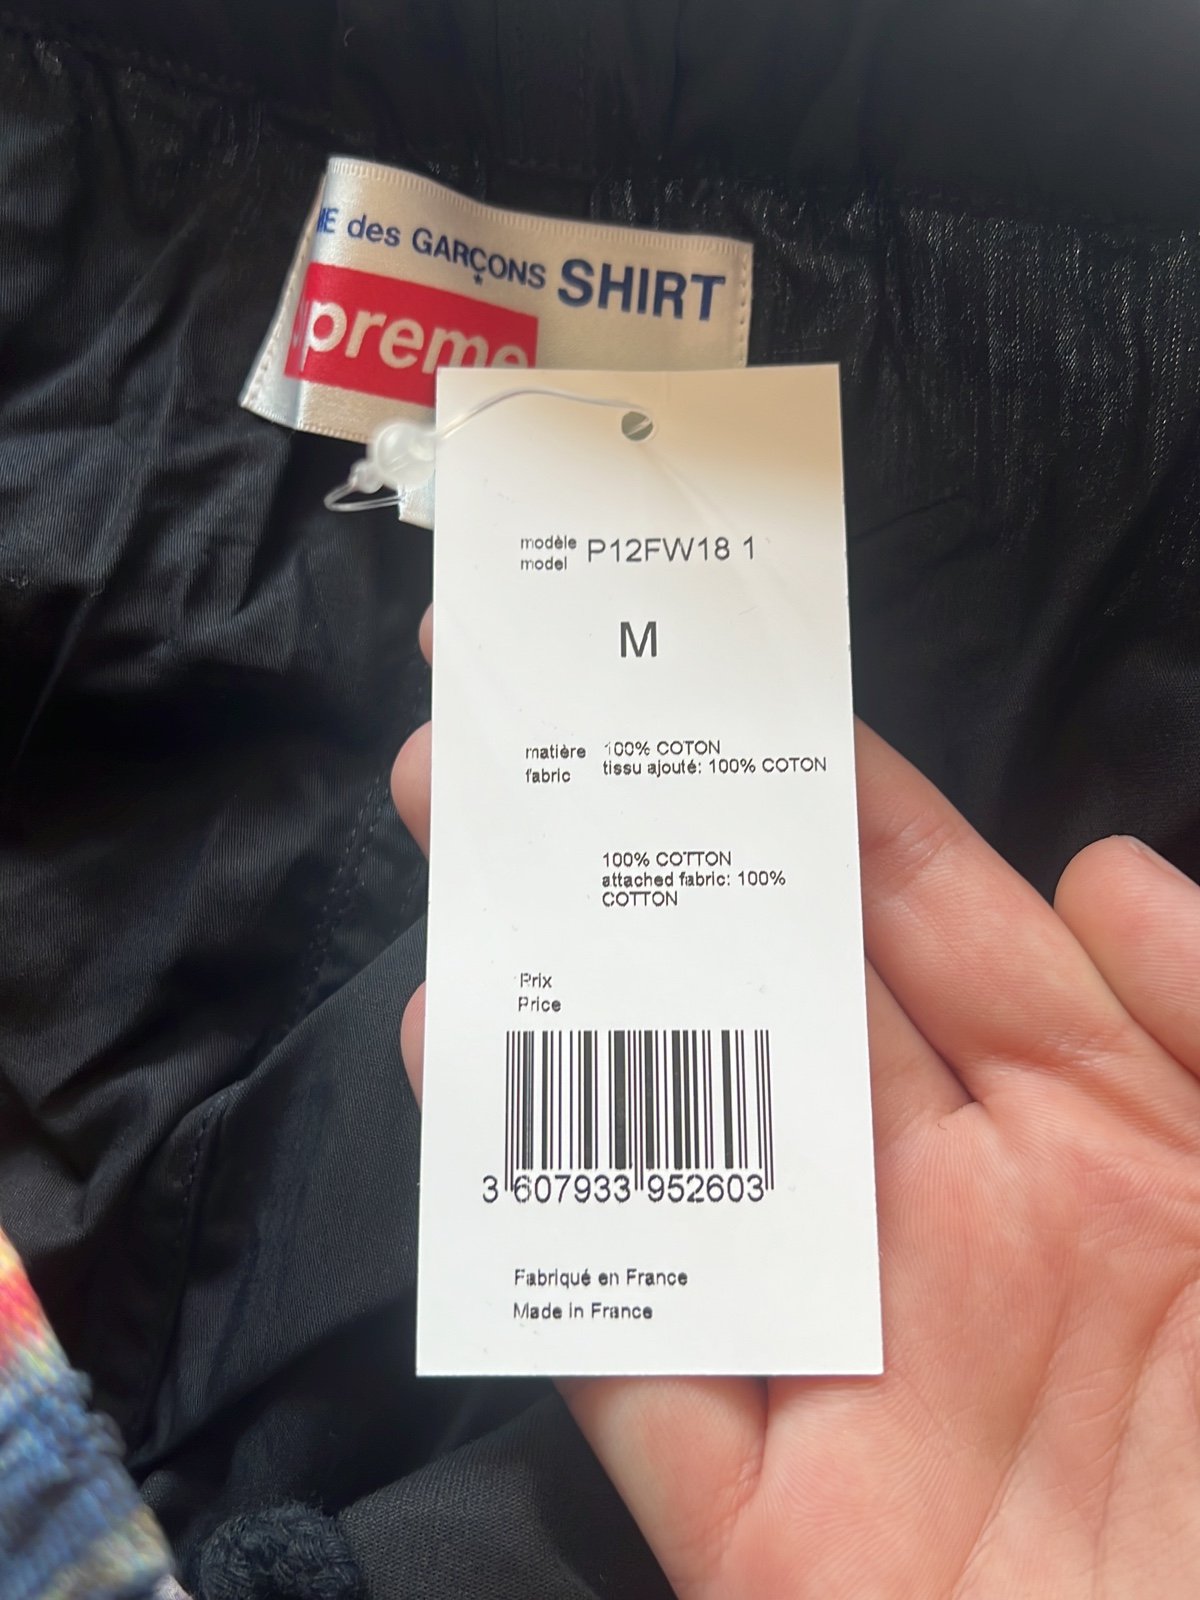 des GARÇONS SHIRT
preme
modèle
model P12FW18 1
M
matière 100% COTON
fabric tissu ajouté: 100% COTON
100% COTTON
attached fabric: 100%
COTTON
Prix
Price
3 607933 952603
Fabriqué en France
Made in France